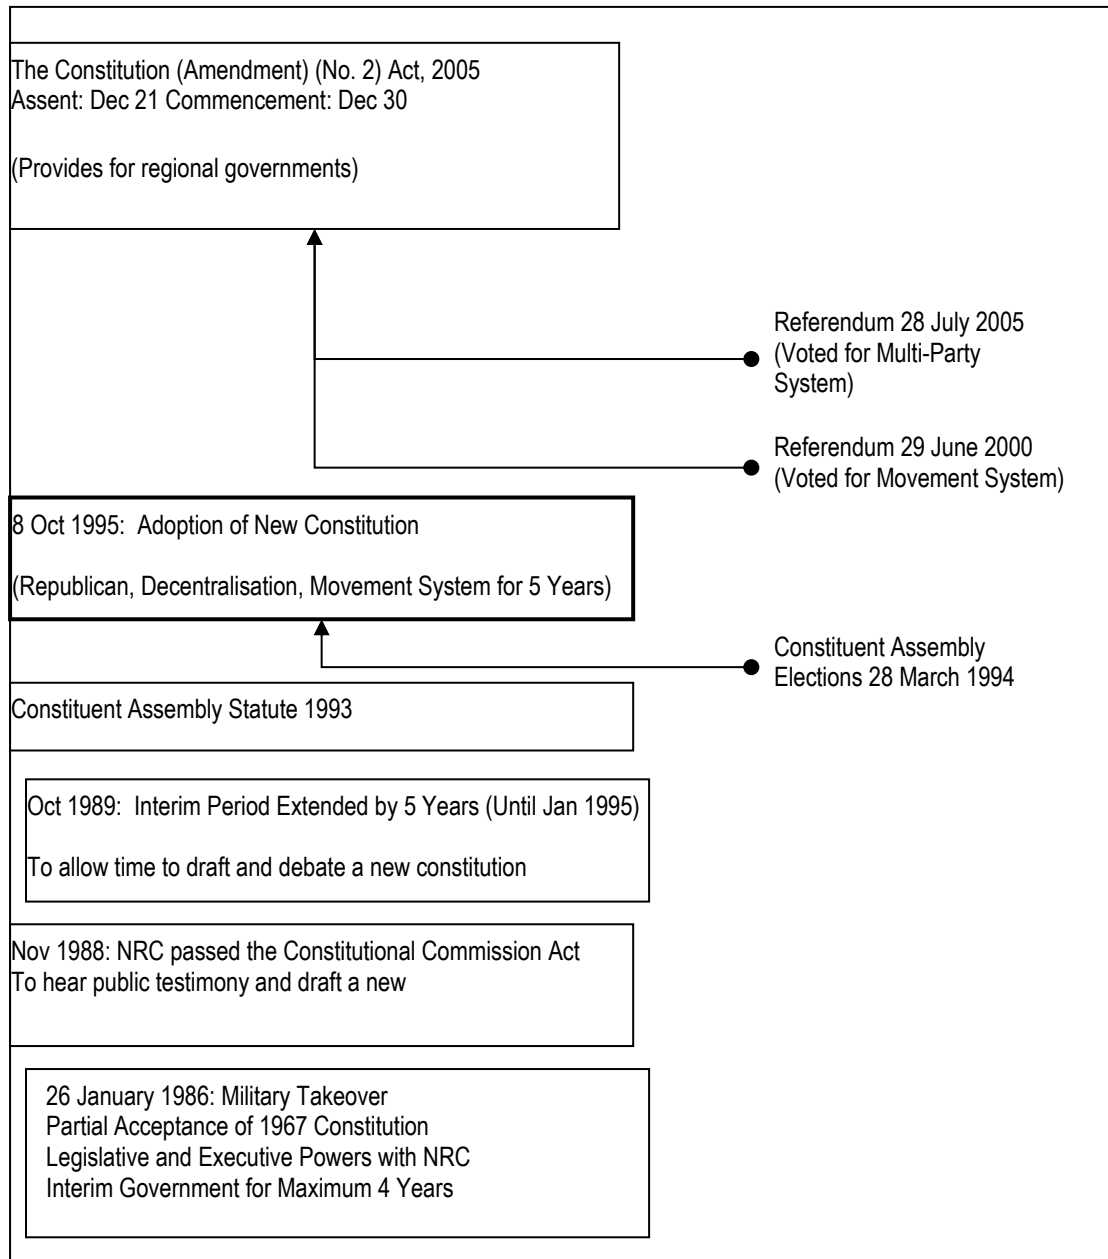 The Constitution (Amendment) (No. 2) Act, 2005
Assent: Dec 21 Commencement: Dec 30
(Provides for regional governments)
Referendum 28 July 2005
(Voted for Multi-Party
System)
Referendum 29 June 2000
(Voted for Movement System)
8 Oct 1995:  Adoption of New Constitution
(Republican, Decentralisation, Movement System for 5 Years)
Constituent Assembly
Elections 28 March 1994
Constituent Assembly Statute 1993
Oct 1989:  Interim Period Extended by 5 Years (Until Jan 1995)
To allow time to draft and debate a new constitution
Nov 1988: NRC passed the Constitutional Commission Act
To hear public testimony and draft a new
26 January 1986: Military Takeover
Partial Acceptance of 1967 Constitution
Legislative and Executive Powers with NRC
Interim Government for Maximum 4 Years